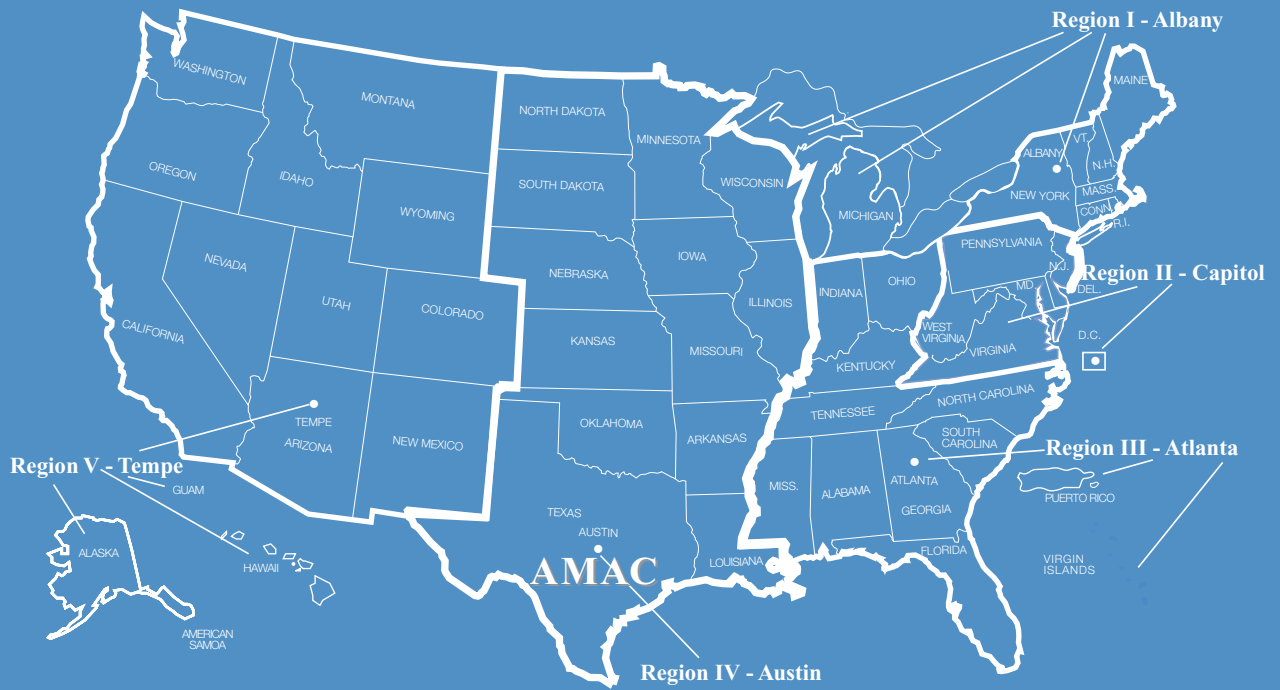 Region I - Albany
WASHINGTON
MAINE
MONTANA
NORTH DAKOTA
MINNESOTA
VT.
ALBANY
N.H.
OREGON
IDAHO
SOUTH DAKOTA
WISCONSIN
MASS.
NEW YORK
WYOMING
MICHIGAN
CONN.
R.I.
PENNSYLVANIA
NEVADA
IOWA
N.J.
NEBRASKA
Region II - Capitol
OHIO
MD.
DEL.
INDIANA
UTAH
ILLINOIS
COLORADO
CALIFORNIA
WEST
VIRGINIA
D.C.
KANSAS
MISSOURI
VIRGINIA
KENTUCKY
NORTH CAROLINA
TENNESSEE
TEMPE
OKLAHOMA
ARIZONA
NEW MEXICO
ARKANSAS
SOUTH
CAROLINA
Region III - Atlanta
Region V - Tempe
GUAM
MISS.
ALABAMA
ATLANTA
PUERTO RICO
GEORGIA
TEXAS
AUSTIN
ALASKA
HAWAII
LOUISIANA
FLORIDA
VIRGIN
ISLANDS
AMAC
AMERICAN
SAMOA
Region IV - Austin